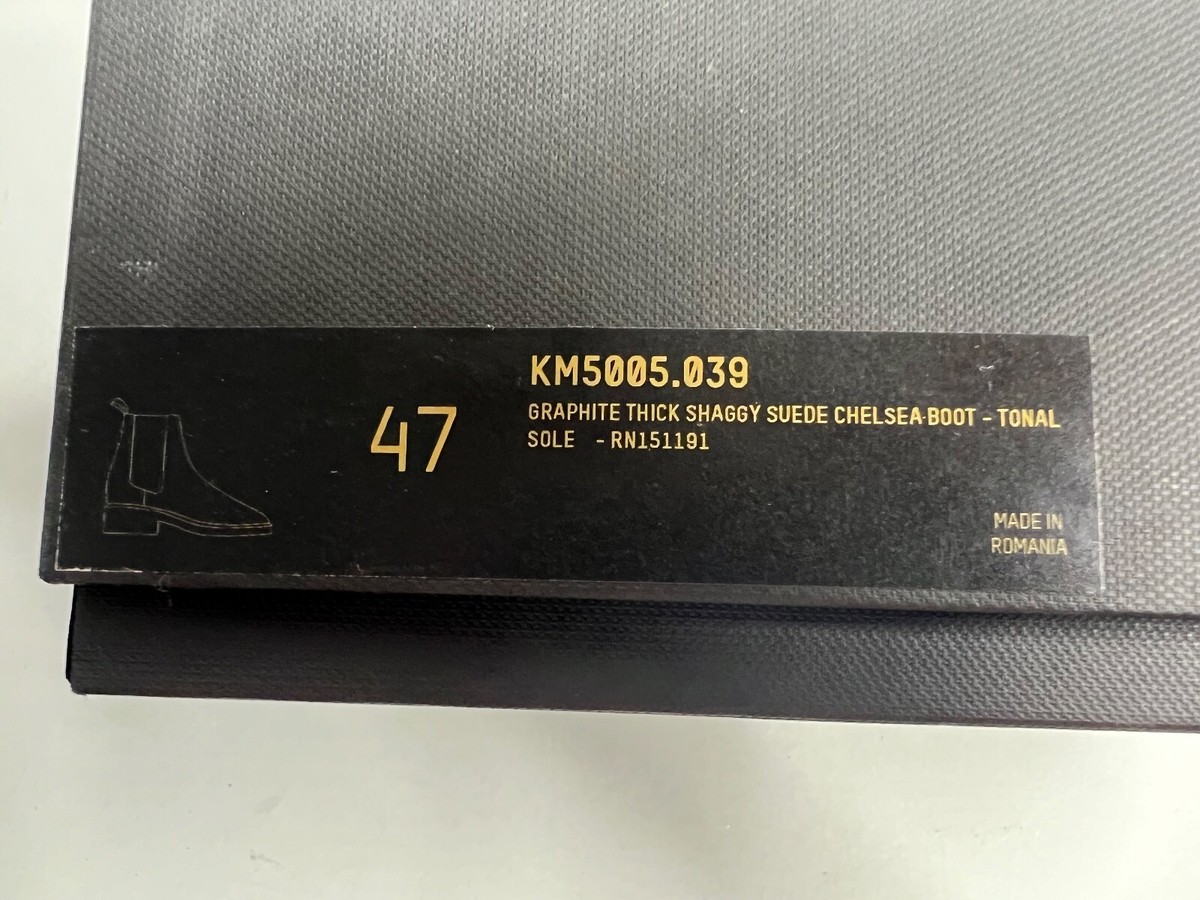 47
KM5005.039
GRAPHITE THICK SHAGGY SUEDE CHELSEA BOOT - TONAL
SOLE - RN151191
MADE IN
ROMANIA